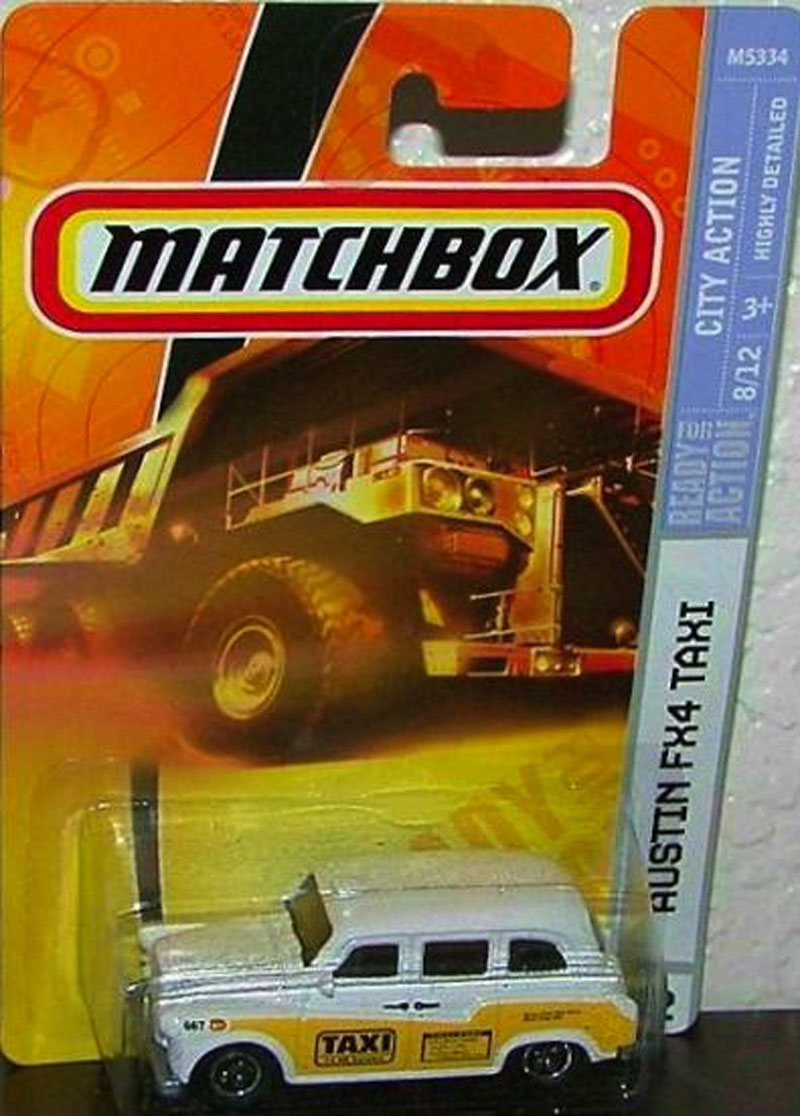 M5334
MATCHBOX
CITY ACTION
HIGHLY DETAILED
8/12
3+
READY FOR ACTION
AUSTIN FX4 TAXI
667
TAXI